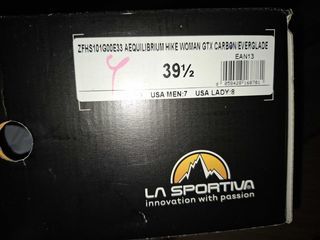 ZFHS101G00E33 AEQUILIBRIUM HIKE WOMAN GTX CARBON/EVERGLADE
EAN13
39½
USA MEN:7 USA LADY:8
LA SPORTIVA
innovation with passion